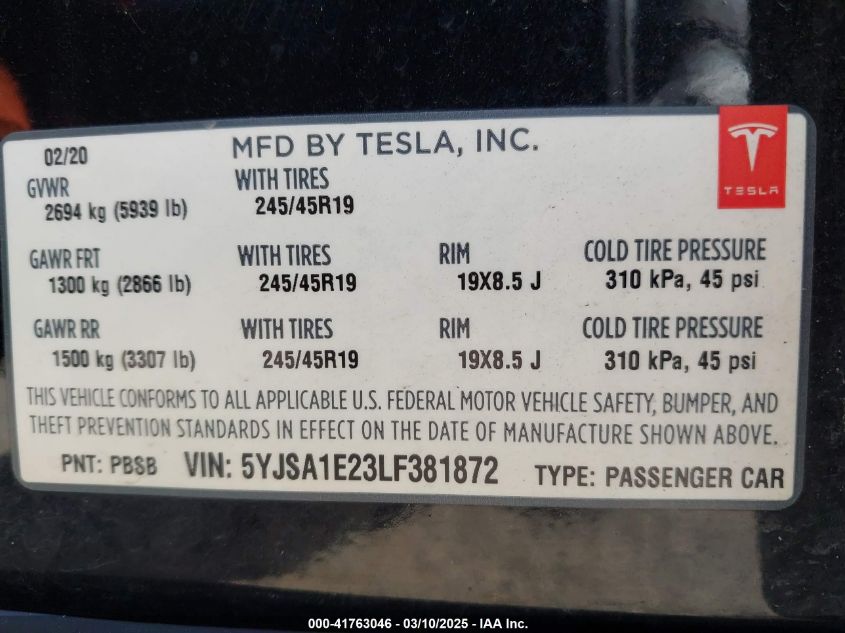 02/20 MFD BY TESLA, INC.
TESLA
GVWR WITH TIRES
2694 kg (5939 lb) 245/45R19
GAWR FRT WITH TIRES RIM COLD TIRE PRESSURE
1300 kg (2866 lb) 245/45R19 19X8.5 J 310 kPa, 45 psi
GAWR RR WITH TIRES RIM COLD TIRE PRESSURE
1500 kg (3307 lb) 245/45R19 19X8.5 J 310 kPa, 45 psi
THIS VEHICLE CONFORMS TO ALL APPLICABLE U.S. FEDERAL MOTOR VEHICLE SAFETY, BUMPER, AND
THEFT PREVENTION STANDARDS IN EFFECT ON THE DATE OF MANUFACTURE SHOWN ABOVE.
PNT: PBSB VIN: 5YJSA1E23LF381872 TYPE: PASSENGER CAR
000-41763046 - 03/10/2025 - IAA Inc.